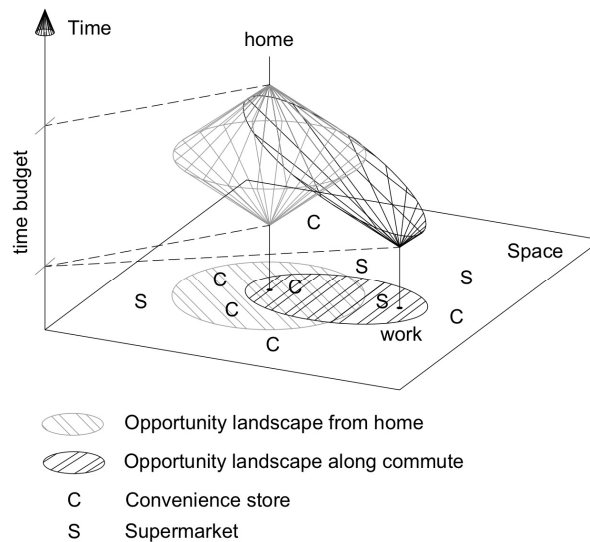 Time
home
time budget
C
Space
S
S
C
C
S
C
S
C
work
C
Opportunity landscape from home
Opportunity landscape along commute
C Convenience store
S Supermarket